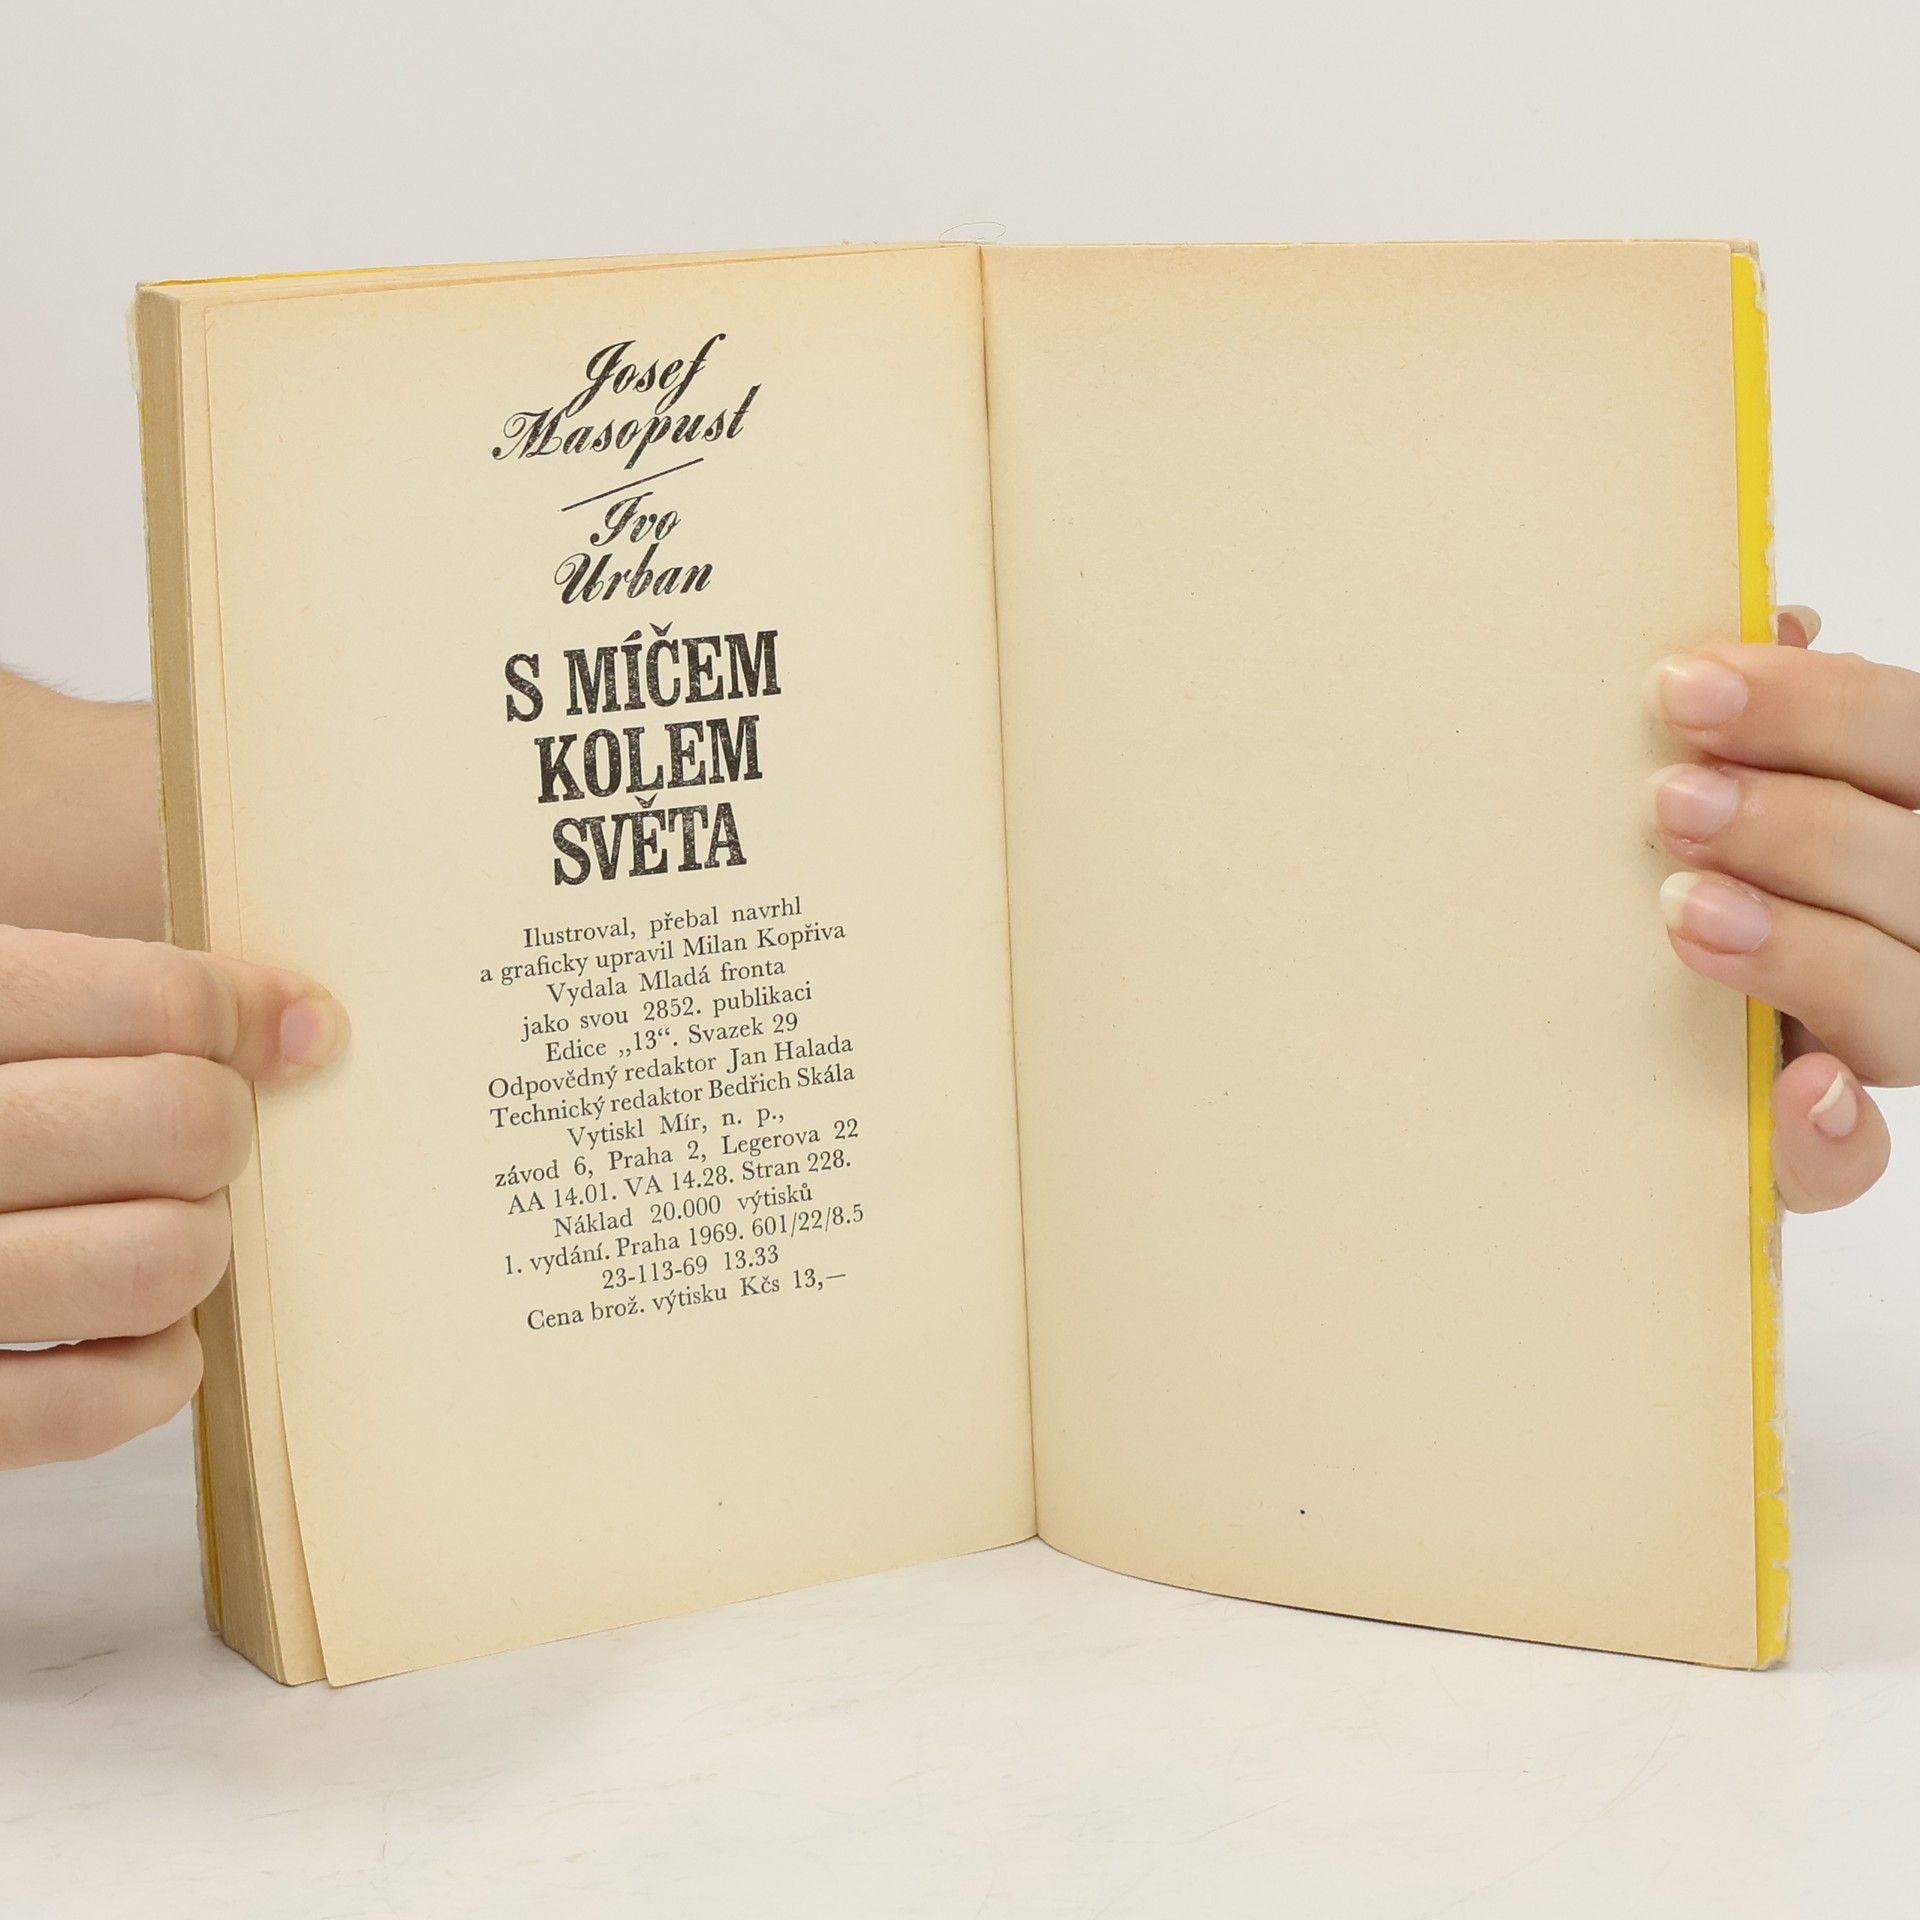 Josef
Masopust
Ivo
Urban
S MÍČEM
KOLEM
SVĚTA
Ilustroval, přebal navrhl
a graficky upravil Milan Kopřiva
Vydala Mladá fronta
jako svou 2852. publikaci
Edice „13“. Svazek 29
Odpovědný redaktor Jan Halada
Technický redaktor Bedřich Skála
Vytiskl Mír, n. p.,
závod 6, Praha 2, Legerova 22
AA 14.01. VA 14.28. Stran 228.
Náklad 20.000 výtisků
1. vydání. Praha 1969. 601/22/8.5
23-113-69 13.33
Cena brož. výtisku Kčs 13,—